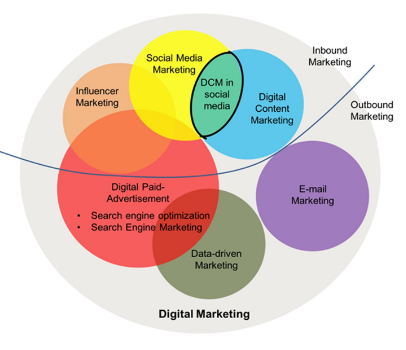 Inbound
Marketing
Social Media
Marketing
DCM in
social
media
Influencer
Marketing
Digital
Content
Marketing
Outbound
Marketing
Digital Paid-
Advertisement
• Search engine optimization
• Search Engine Marketing
E-mail
Marketing
Data-driven
Marketing
Digital Marketing